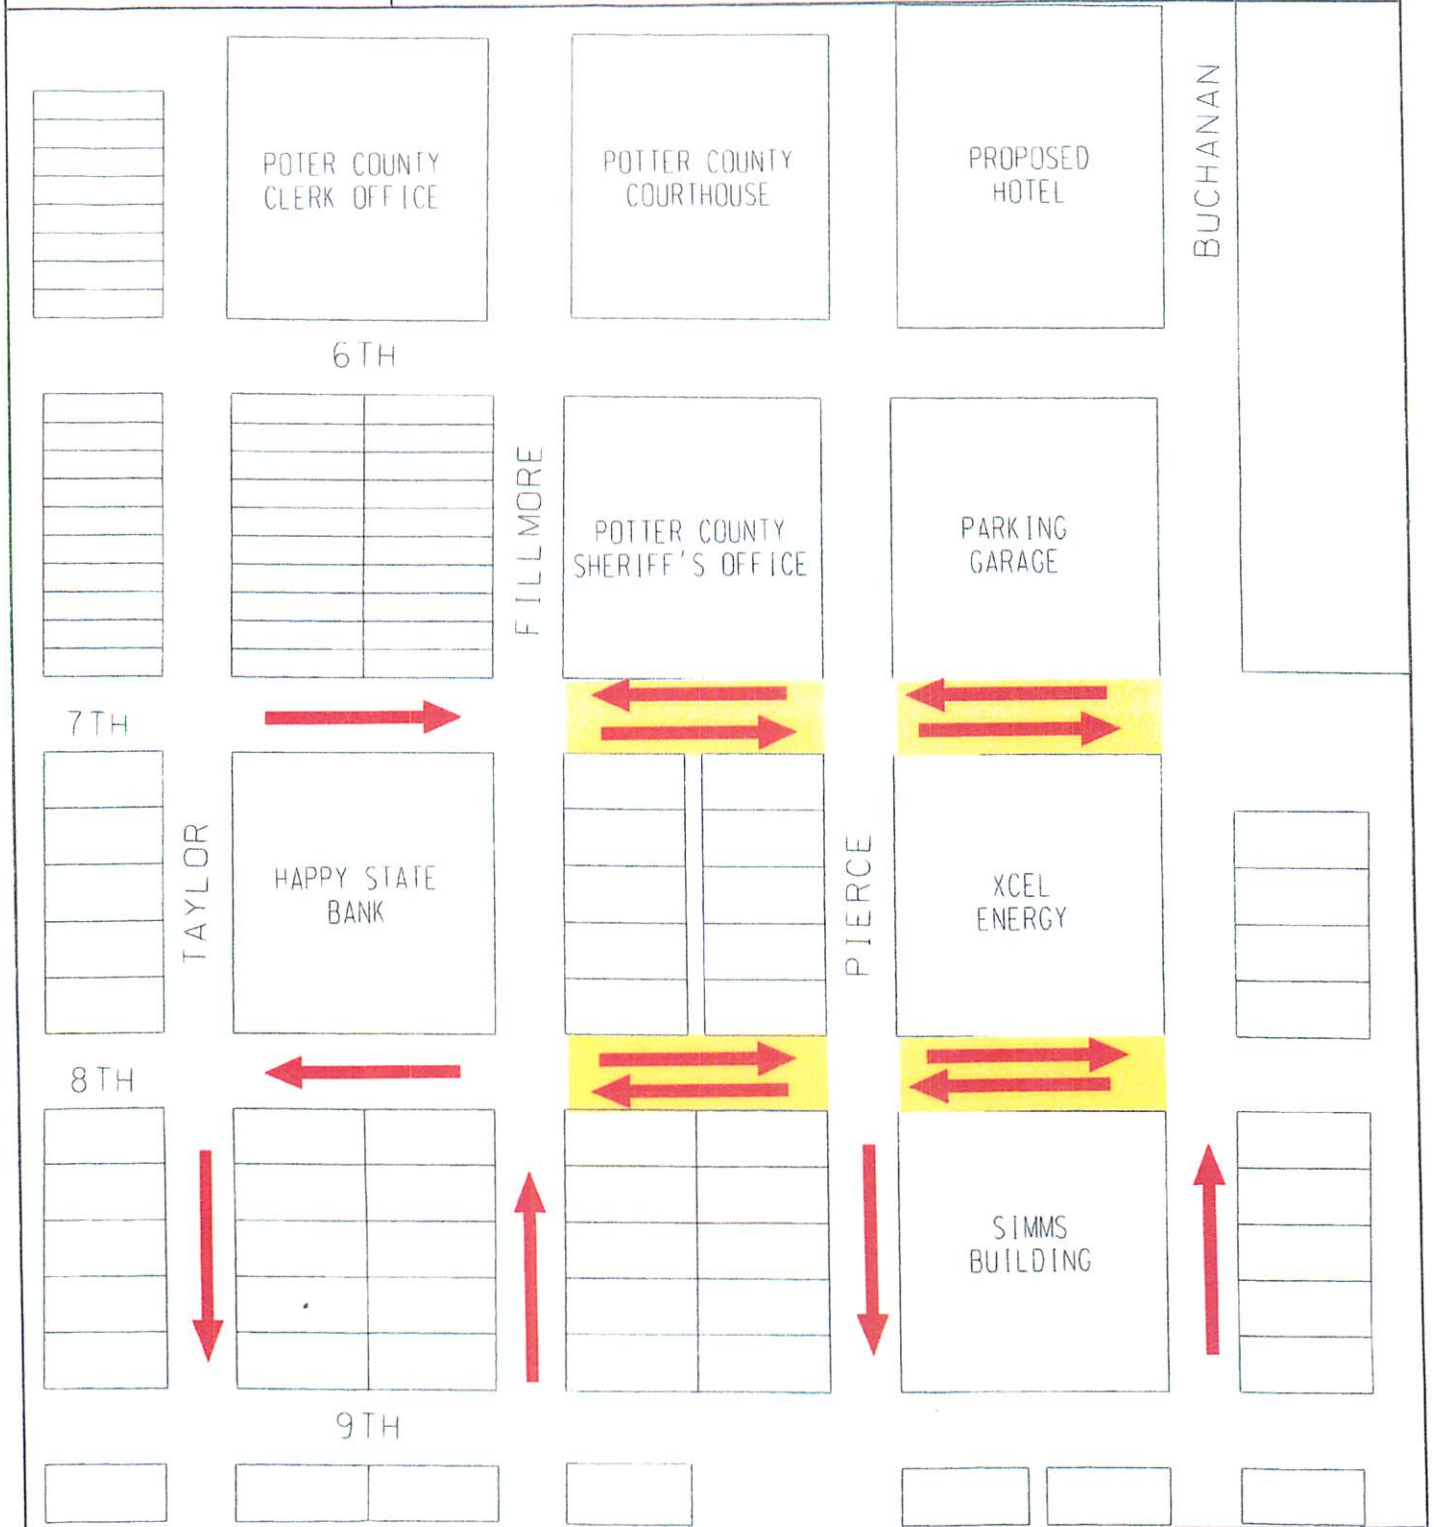 POTER COUNTY
CLERK OFFICE
POTTER COUNTY
COURTHOUSE
PROPOSED
HOTEL
BUCHANAN
6TH
FILLMORE
POTTER COUNTY
SHERIFF'S OFFICE
PARKING
GARAGE
7TH
TAYLOR
HAPPY STATE
BANK
PIERCE
XCEL
ENERGY
8TH
SIMMS
BUILDING
9TH